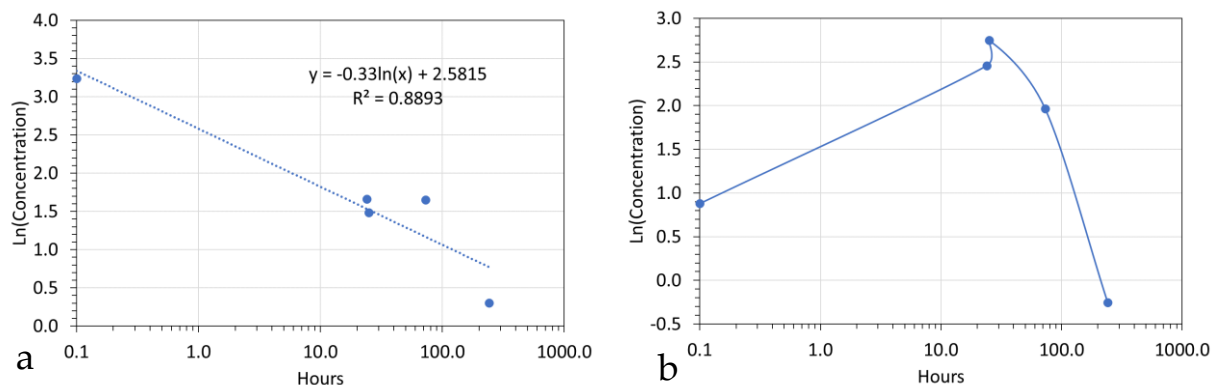 4.0
3.5
3.0
2.5
2.0
1.5
1.0
0.5
0.0
Ln(Concentration)
y = -0.33ln(x) + 2.5815
R² = 0.8893
0.1 1.0 10.0 100.0 1000.0
Hours
a
3.0
2.5
2.0
1.5
1.0
0.5
0.0
-0.5
Ln(Concentration)
0.1 1.0 10.0 100.0 1000.0
Hours
b